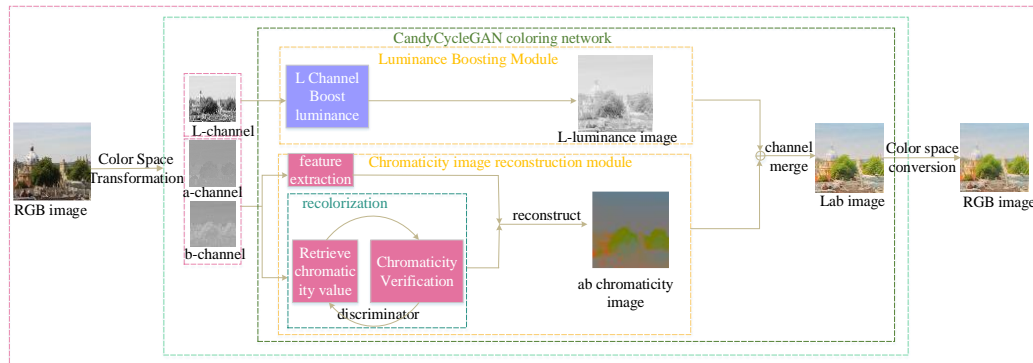 CandyCycleGAN coloring network
Luminance Boosting Module
L Channel
Boost
luminance
L-channel
L-luminance image
Color Space
Transformation
RGB image
a-channel
b-channel
Chromaticity image reconstruction module
feature
extraction
recolorization
Retrieve
chromatic
ity value
Chromaticity
Verification
discriminator
reconstruct
ab chromaticity
image
channel
merge
Lab image
Color space
conversion
RGB image